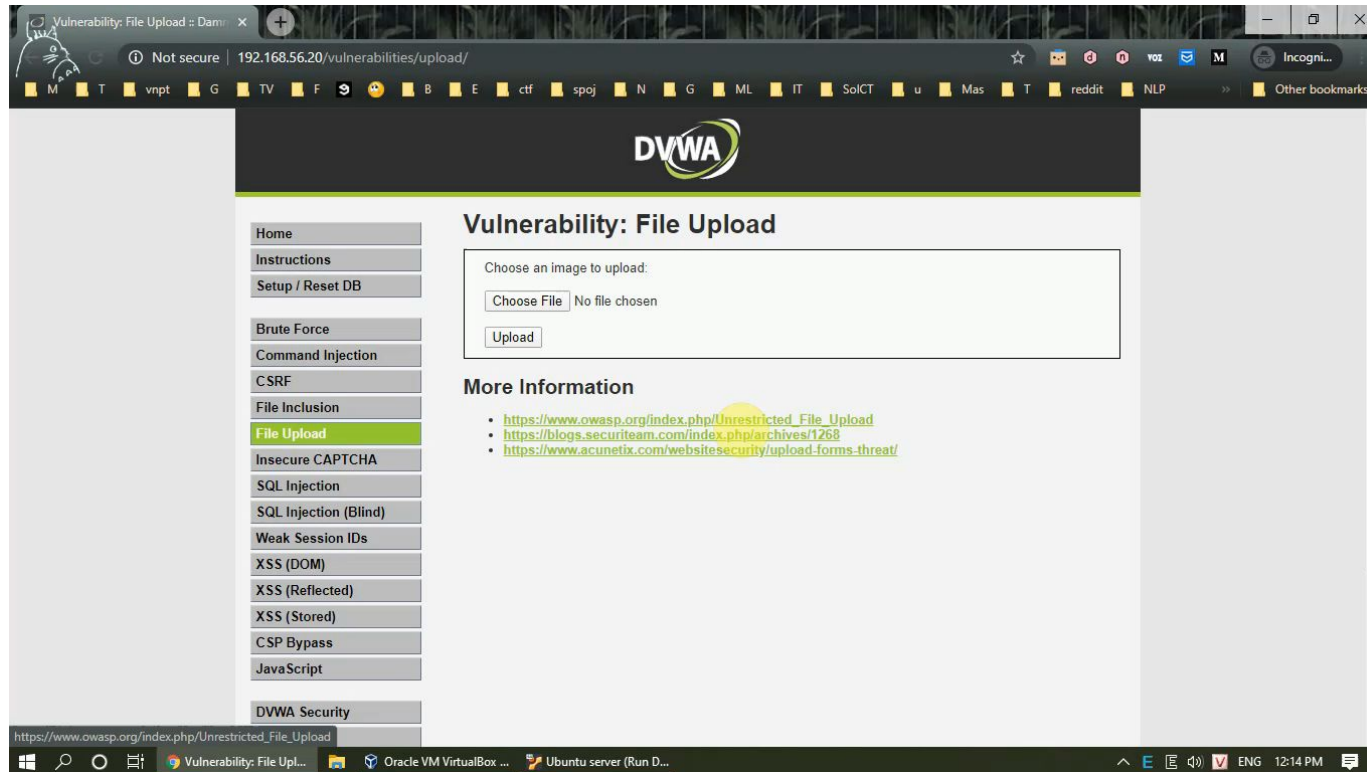 Vulnerability: File Upload :: Damn
Not secure | 192.168.56.20/vulnerabilities/upload/
VOZ
M
Incogni...
M T vnpt G TV F B E ctf spoj N G ML IT SoICT u Mas T reddit NLP » Other bookmarks
DVWA
Home
Instructions
Setup / Reset DB
Brute Force
Command Injection
CSRF
File Inclusion
File Upload
Insecure CAPTCHA
SQL Injection
SQL Injection (Blind)
Weak Session IDs
XSS (DOM)
XSS (Reflected)
XSS (Stored)
CSP Bypass
JavaScript
DVWA Security
Vulnerability: File Upload
Choose an image to upload:
Choose File No file chosen
Upload
More Information
https://www.owasp.org/index.php/Unrestricted_File_Upload
https://blogs.securiteam.com/index.php/archives/1268
https://www.acunetix.com/websitesecurity/upload-forms-threat/
https://www.owasp.org/index.php/Unrestricted_File_Upload
Vulnerability: File Upl... Oracle VM VirtualBox ... Ubuntu server (Run D... E V ENG 12:14 PM